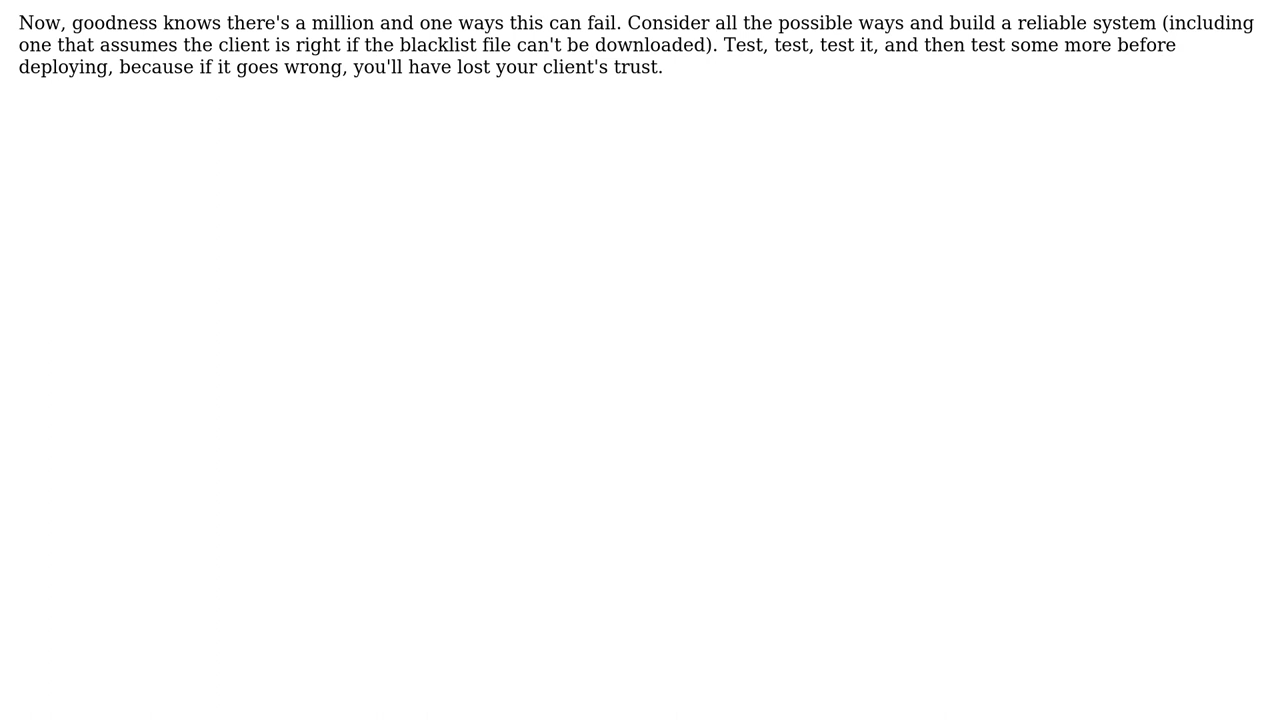 Now, goodness knows there's a million and one ways this can fail. Consider all the possible ways and build a reliable system (including
one that assumes the client is right if the blacklist file can't be downloaded). Test, test, test it, and then test some more before
deploying, because if it goes wrong, you'll have lost your client's trust.